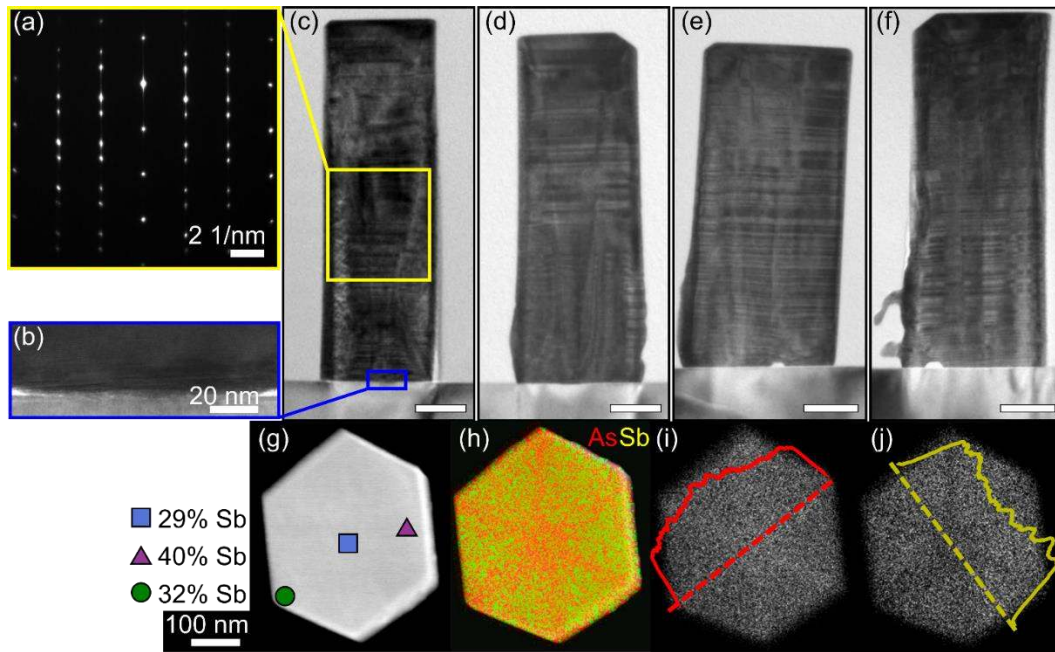 (a)
(c)
(d)
(e)
(f)
2 1/nm
(b)
20 nm
(g)
(h)
AsSb
(i)
(j)
29% Sb
40% Sb
32% Sb
100 nm